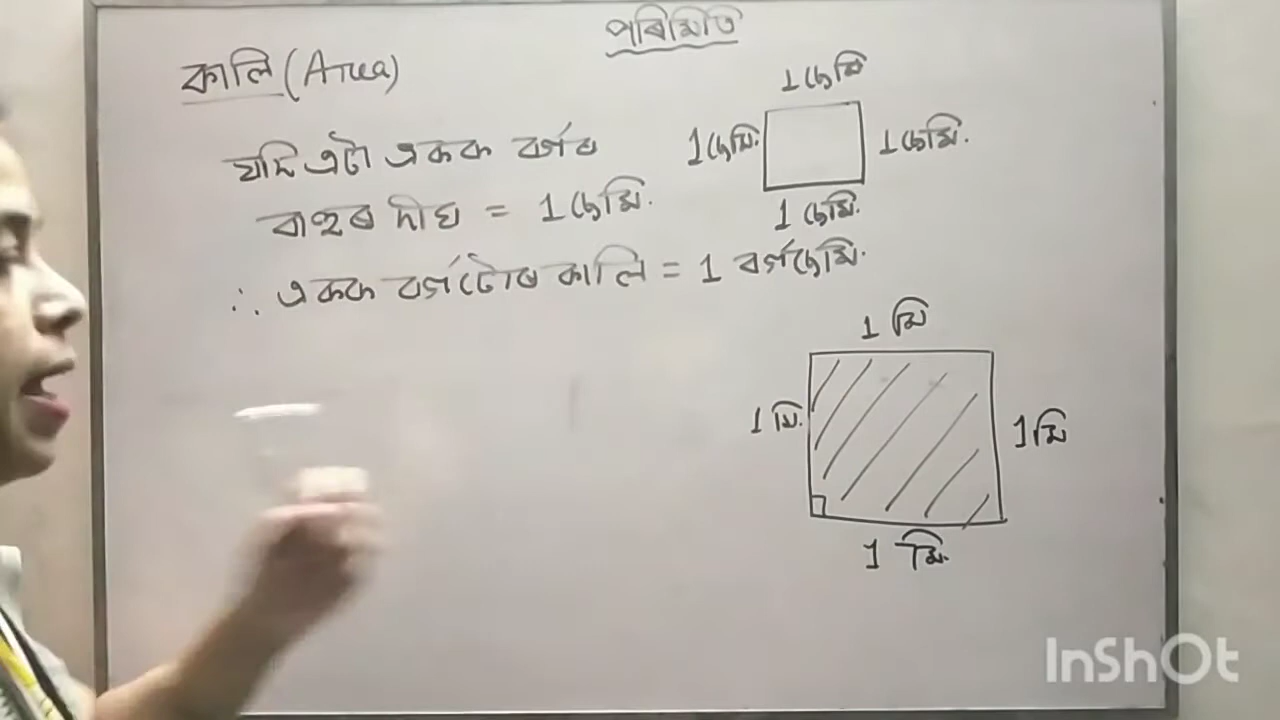 পৰিমিতি
কালি (Area)
যদি এটা একক বৰ্গৰ
বাহুৰ দীঘ = 1 ছেমি.
∴ একক বৰ্গটোৰ কালি = 1 বৰ্গছেমি.
1 ছেমি
1 ছেমি.
1 ছেমি.
1 ছেমি.
1 মি
1 মি.
1 মি
1 মি.
InShOt